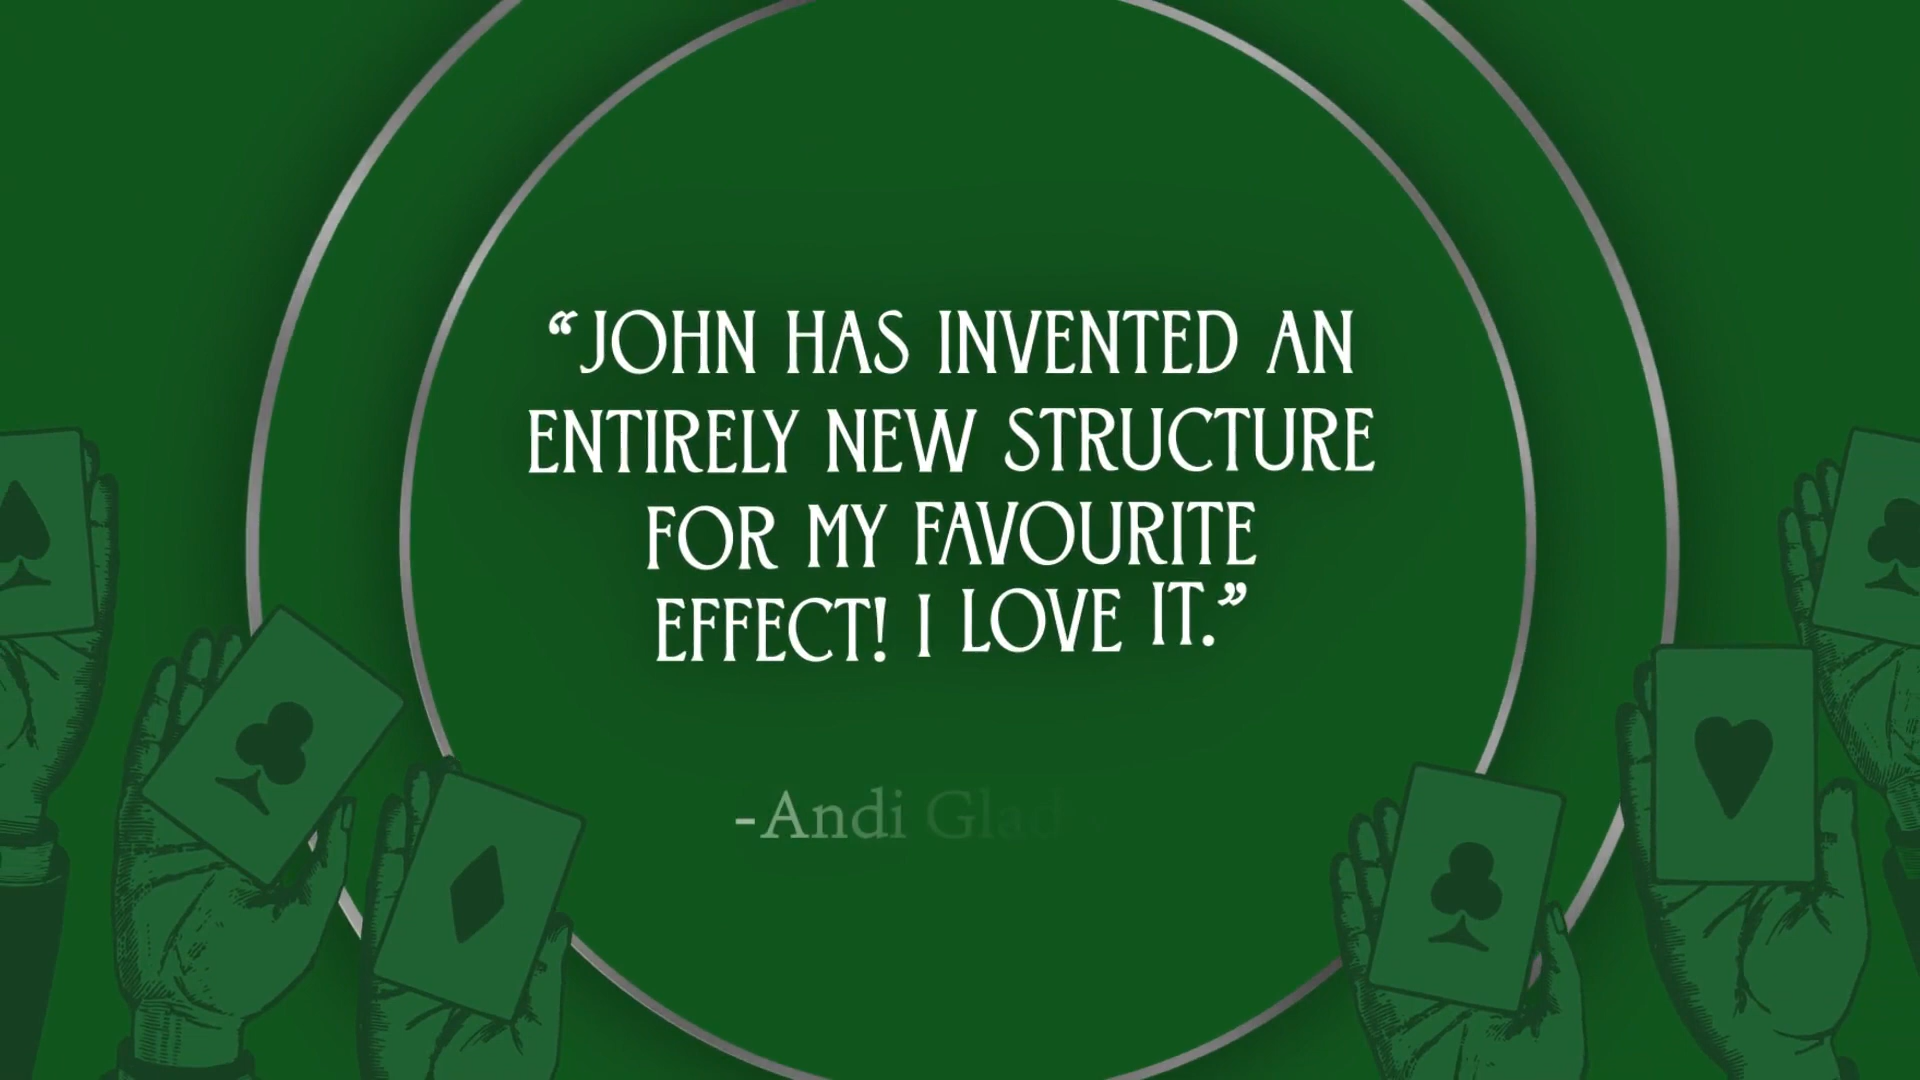 “JOHN HAS INVENTED AN
ENTIRELY NEW STRUCTURE
FOR MY FAVOURITE
EFFECT! I LOVE IT.”
-Andi